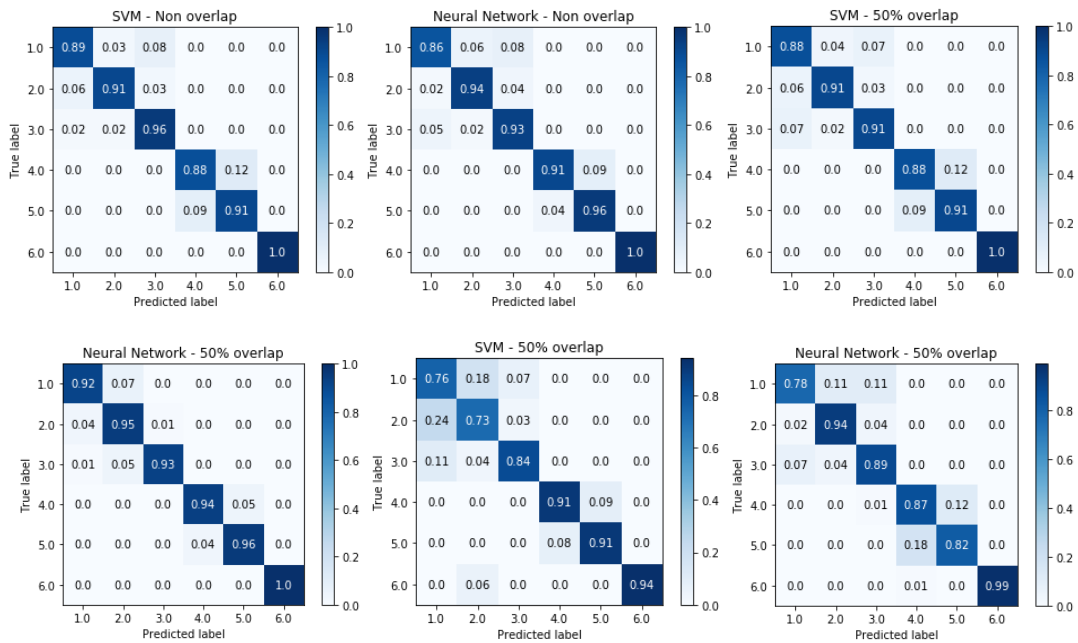 SVM - Non overlap
True label
1.0 0.89 0.03 0.08 0.0 0.0 0.0
2.0 0.06 0.91 0.03 0.0 0.0 0.0
3.0 0.02 0.02 0.96 0.0 0.0 0.0
4.0 0.0 0.0 0.0 0.88 0.12 0.0
5.0 0.0 0.0 0.0 0.09 0.91 0.0
6.0 0.0 0.0 0.0 0.0 0.0 1.0
1.0 2.0 3.0 4.0 5.0 6.0
Predicted label
1.0
0.8
0.6
0.4
0.2
0.0
Neural Network - Non overlap
True label
1.0 0.86 0.06 0.08 0.0 0.0 0.0
2.0 0.02 0.94 0.04 0.0 0.0 0.0
3.0 0.05 0.02 0.93 0.0 0.0 0.0
4.0 0.0 0.0 0.0 0.91 0.09 0.0
5.0 0.0 0.0 0.0 0.04 0.96 0.0
6.0 0.0 0.0 0.0 0.0 0.0 1.0
1.0 2.0 3.0 4.0 5.0 6.0
Predicted label
1.0
0.8
0.6
0.4
0.2
0.0
SVM - 50% overlap
True label
1.0 0.88 0.04 0.07 0.0 0.0 0.0
2.0 0.06 0.91 0.03 0.0 0.0 0.0
3.0 0.07 0.02 0.91 0.0 0.0 0.0
4.0 0.0 0.0 0.0 0.88 0.12 0.0
5.0 0.0 0.0 0.0 0.09 0.91 0.0
6.0 0.0 0.0 0.0 0.0 0.0 1.0
1.0 2.0 3.0 4.0 5.0 6.0
Predicted label
1.0
0.8
0.6
0.4
0.2
0.0
Neural Network - 50% overlap
True label
1.0 0.92 0.07 0.0 0.0 0.0 0.0
2.0 0.04 0.95 0.01 0.0 0.0 0.0
3.0 0.01 0.05 0.93 0.0 0.0 0.0
4.0 0.0 0.0 0.0 0.94 0.05 0.0
5.0 0.0 0.0 0.0 0.04 0.96 0.0
6.0 0.0 0.0 0.0 0.0 0.0 1.0
1.0 2.0 3.0 4.0 5.0 6.0
Predicted label
1.0
0.8
0.6
0.4
0.2
0.0
SVM - 50% overlap
True label
1.0 0.76 0.18 0.07 0.0 0.0 0.0
2.0 0.24 0.73 0.03 0.0 0.0 0.0
3.0 0.11 0.04 0.84 0.0 0.0 0.0
4.0 0.0 0.0 0.0 0.91 0.09 0.0
5.0 0.0 0.0 0.0 0.08 0.91 0.0
6.0 0.0 0.06 0.0 0.0 0.0 0.94
1.0 2.0 3.0 4.0 5.0 6.0
Predicted label
0.8
0.6
0.4
0.2
0.0
Neural Network - 50% overlap
True label
1.0 0.78 0.11 0.11 0.0 0.0 0.0
2.0 0.02 0.94 0.04 0.0 0.0 0.0
3.0 0.07 0.04 0.89 0.0 0.0 0.0
4.0 0.0 0.0 0.01 0.87 0.12 0.0
5.0 0.0 0.0 0.0 0.18 0.82 0.0
6.0 0.0 0.0 0.0 0.01 0.0 0.99
1.0 2.0 3.0 4.0 5.0 6.0
Predicted label
0.8
0.6
0.4
0.2
0.0